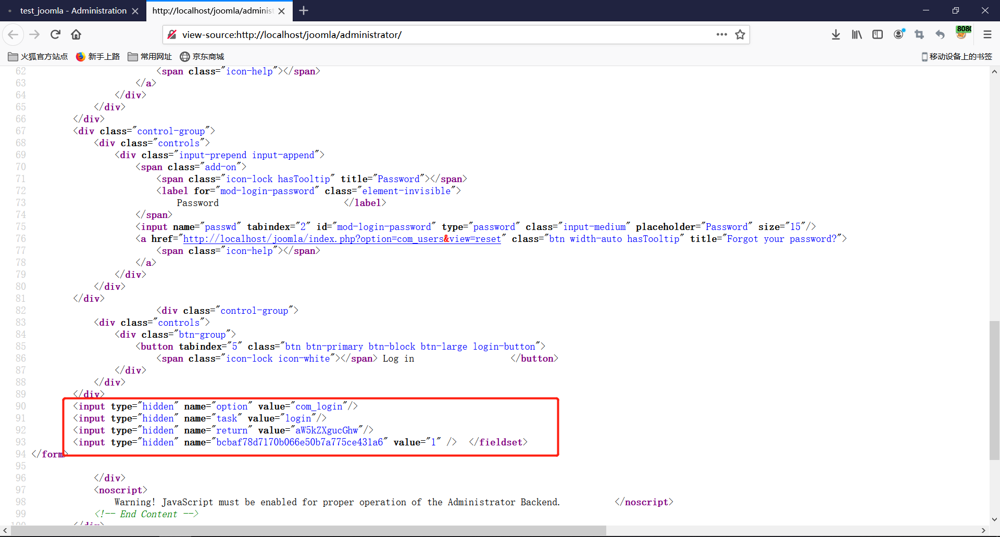 test_joomla - Administration
http://localhost/joomla/administ
view-source:http://localhost/joomla/administrator/
8080
火狐官方站点 新手上路 常用网址 京东商城 移动设备上的书签
62 <span class="icon-help"></span>
63 </a>
64 </div>
65 </div>
66 </div>
67 <div class="control-group">
68 <div class="controls">
69 <div class="input-prepend input-append">
70 <span class="add-on">
71 <span class="icon-lock hasTooltip" title="Password"></span>
72 <label for="mod-login-password" class="element-invisible">
73 Password </label>
74 </span>
75 <input name="passwd" tabindex="2" id="mod-login-password" type="password" class="input-medium" placeholder="Password" size="15"/>
76 <a href="http://localhost/joomla/index.php?option=com_users&view=reset" class="btn width-auto hasTooltip" title="Forgot your password?">
77 <span class="icon-help"></span>
78 </a>
79 </div>
80 </div>
81 </div>
82 <div class="control-group">
83 <div class="controls">
84 <div class="btn-group">
85 <button tabindex="5" class="btn btn-primary btn-block btn-large login-button">
86 <span class="icon-lock icon-white"></span> Log in </button>
87 </div>
88 </div>
89 </div>
90 <input type="hidden" name="option" value="com_login"/>
91 <input type="hidden" name="task" value="login"/>
92 <input type="hidden" name="return" value="aW5kZXgucGhw"/>
93 <input type="hidden" name="bcbaf78d7170b066e50b7a775ce431a6" value="1" /> </fieldset>
94 </form>
95
96 </div>
97 <noscript>
98 Warning! JavaScript must be enabled for proper operation of the Administrator Backend. </noscript>
99 <!-- End Content -->
100 </div>